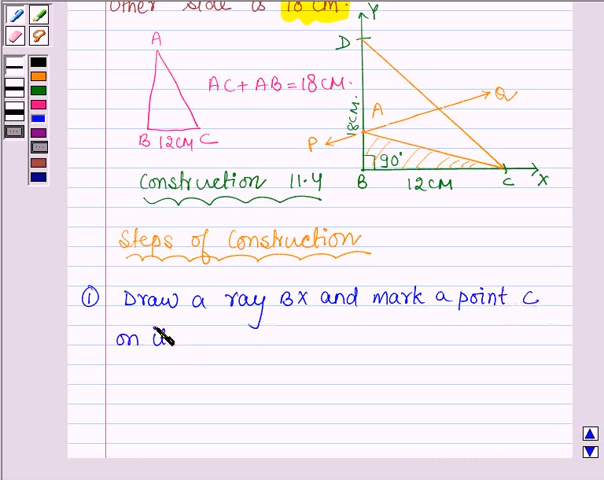 Other side is 18 cm.
Y
D
A
AC + AB = 18 CM.
18CM.
A
Q
P
90°
B 12CM C
B 12CM C X
Construction 11.4
Steps of Construction
① Draw a ray BX and mark a point C
on it